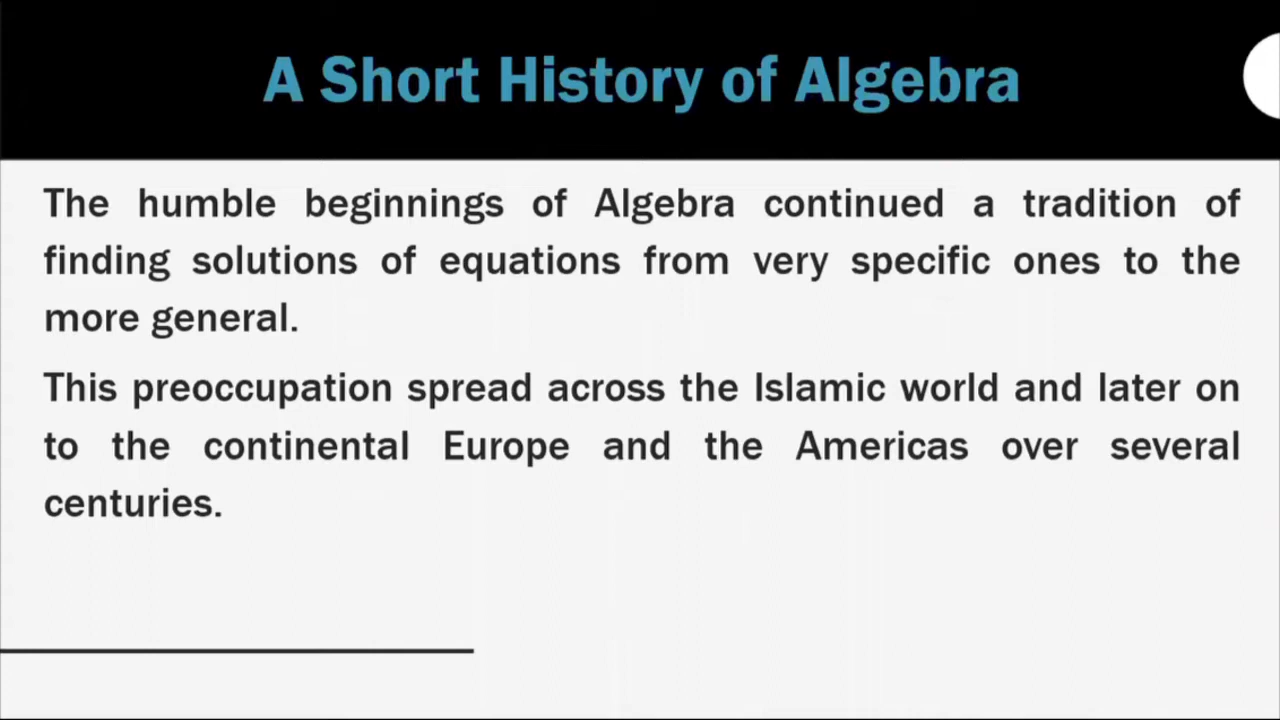 A Short History of Algebra
The humble beginnings of Algebra continued a tradition of
finding solutions of equations from very specific ones to the
more general.
This preoccupation spread across the Islamic world and later on
to the continental Europe and the Americas over several
centuries.